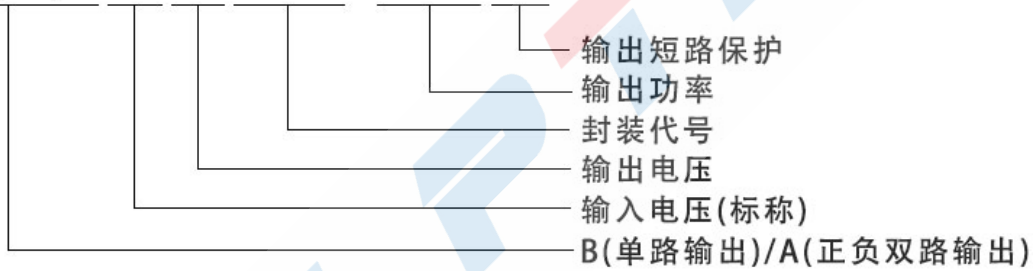 输出短路保护
输出功率
封装代号
输出电压
输入电压(标称)
B(单路输出)/A(正负双路输出)